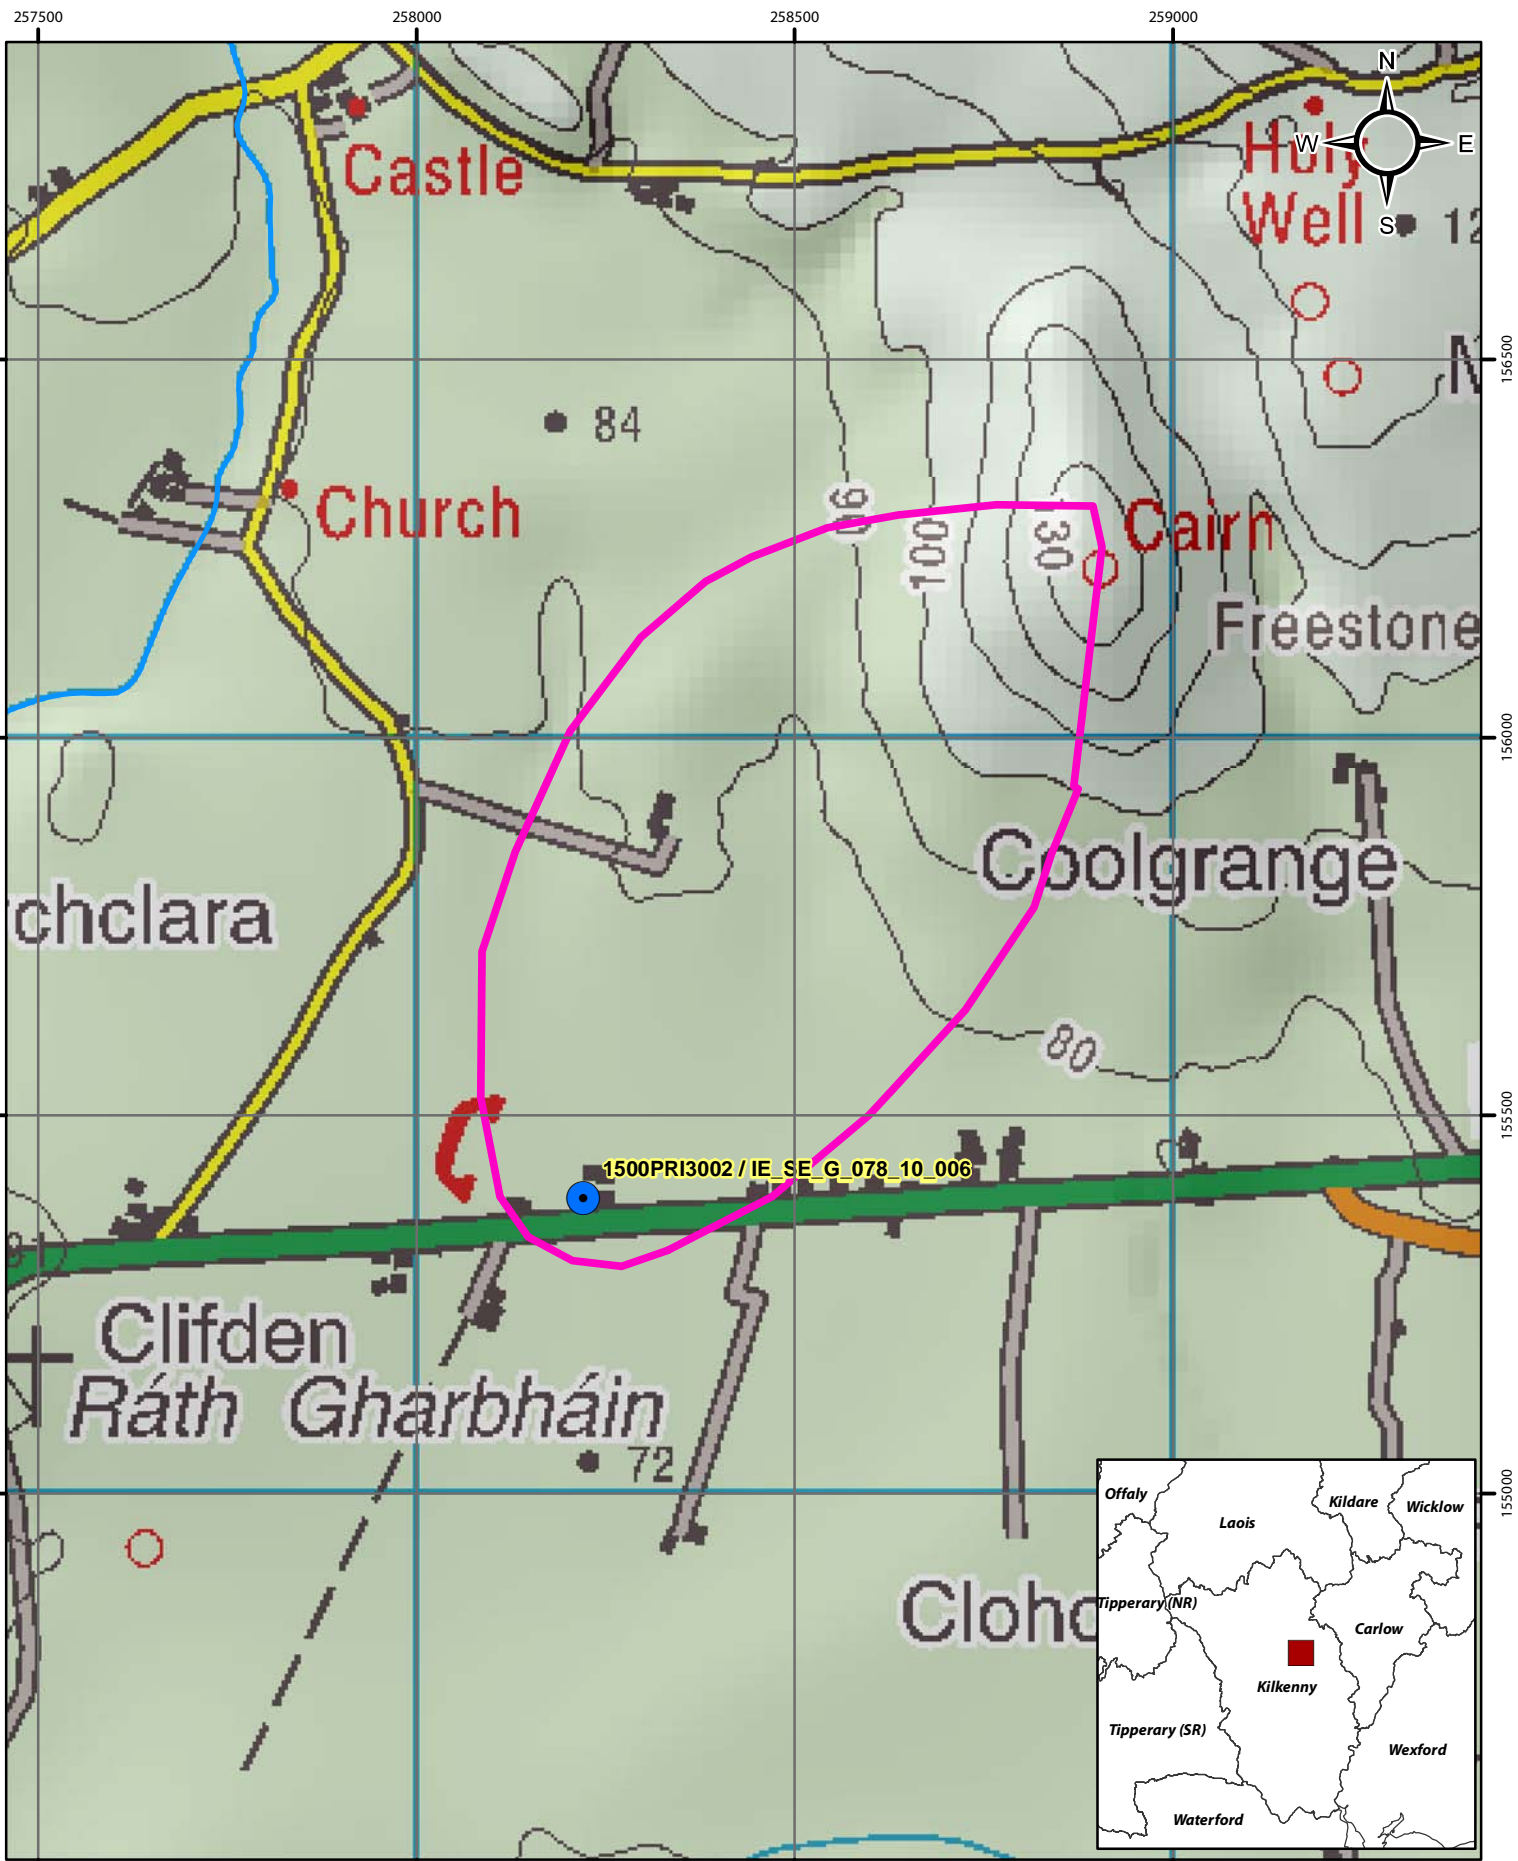 257500
258000
258500
259000
N
W
E
S
Castle
Holy
Well
12
156500
84
N
Church
90
100
130
Cairn
Freestone
156000
Coolgrange
chclara
80
155500
1500PRI3002 / IE_SE_G_078_10_006
Clifden
Ráth Gharbháin
72
155000
Cloho
Offaly
Laois
Kildare
Wicklow
Tipperary (NR)
Carlow
Kilkenny
Tipperary (SR)
Wexford
Waterford